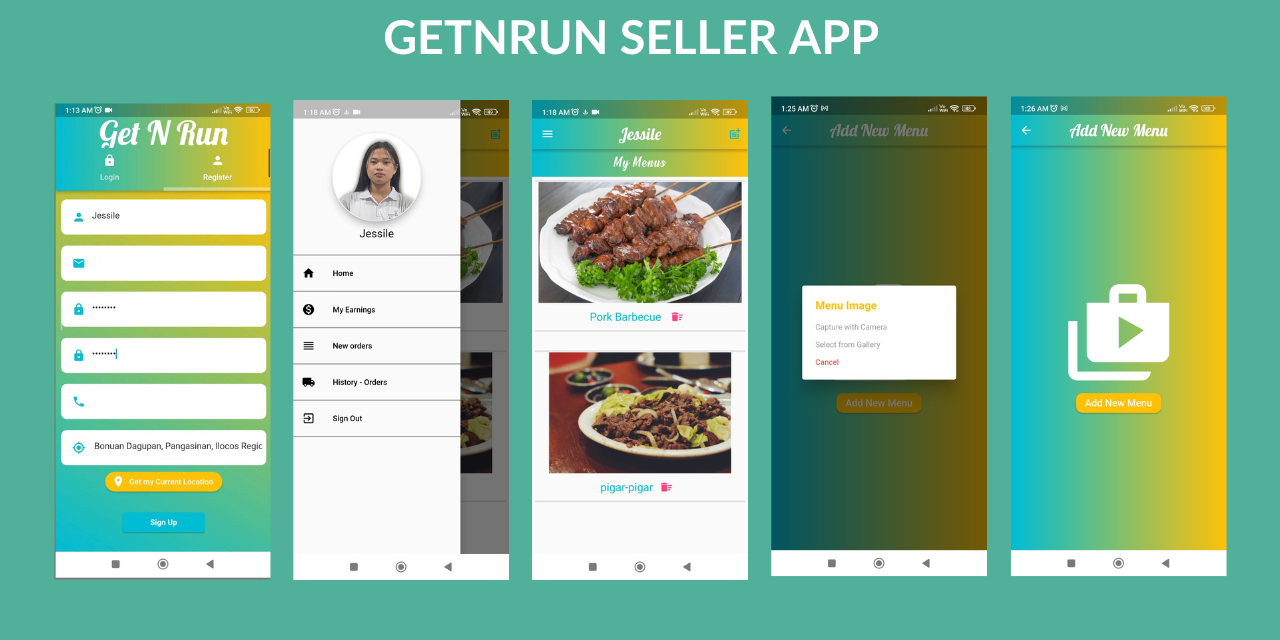 GETNRUN SELLER APP
1:13 AM
Get N Run
Login
Register
Jessile
••••••••
••••••••
Bonuan Dagupan, Pangasinan, Ilocos Regic
Get my Current Location
Sign Up
1:18 AM
Jessile
Home
My Earnings
New orders
History - Orders
Sign Out
1:18 AM
Jessile
My Menus
Pork Barbecue
pigar-pigar
1:25 AM
Add New Menu
Menu Image
Capture with Camera
Select from Gallery
Cancel
Add New Menu
1:26 AM
Add New Menu
Add New Menu